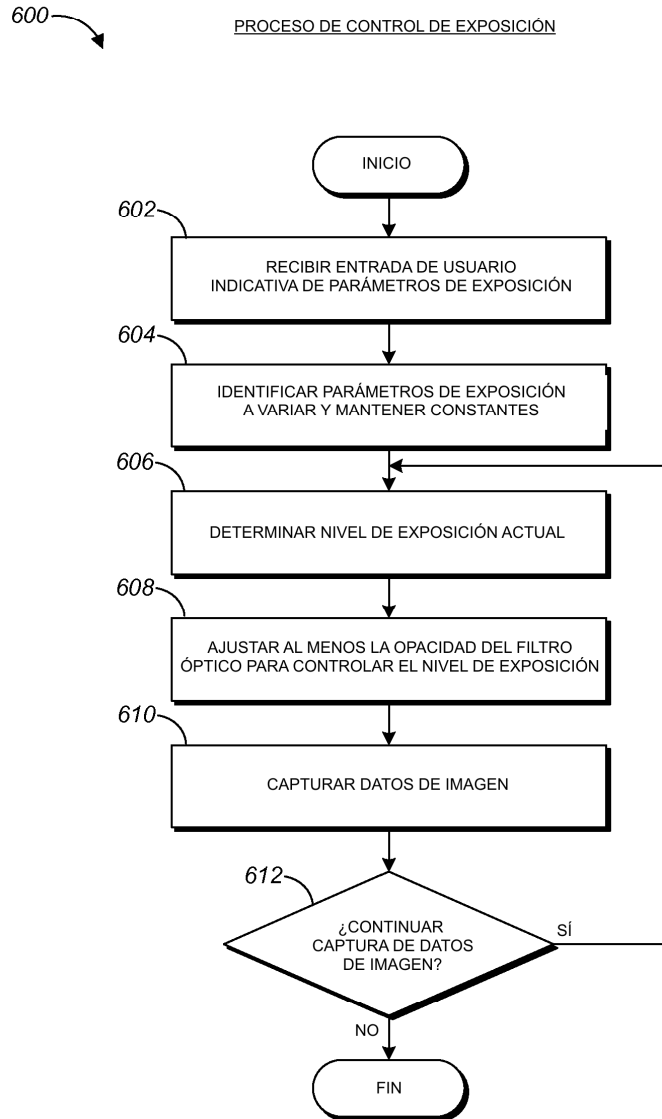 600
PROCESO DE CONTROL DE EXPOSICIÓN
INICIO
602
RECIBIR ENTRADA DE USUARIO
INDICATIVA DE PARÁMETROS DE EXPOSICIÓN
604
IDENTIFICAR PARÁMETROS DE EXPOSICIÓN
A VARIAR Y MANTENER CONSTANTES
606
DETERMINAR NIVEL DE EXPOSICIÓN ACTUAL
608
AJUSTAR AL MENOS LA OPACIDAD DEL FILTRO
ÓPTICO PARA CONTROLAR EL NIVEL DE EXPOSICIÓN
610
CAPTURAR DATOS DE IMAGEN
612
¿CONTINUAR
CAPTURA DE DATOS
DE IMAGEN?
SÍ
NO
FIN